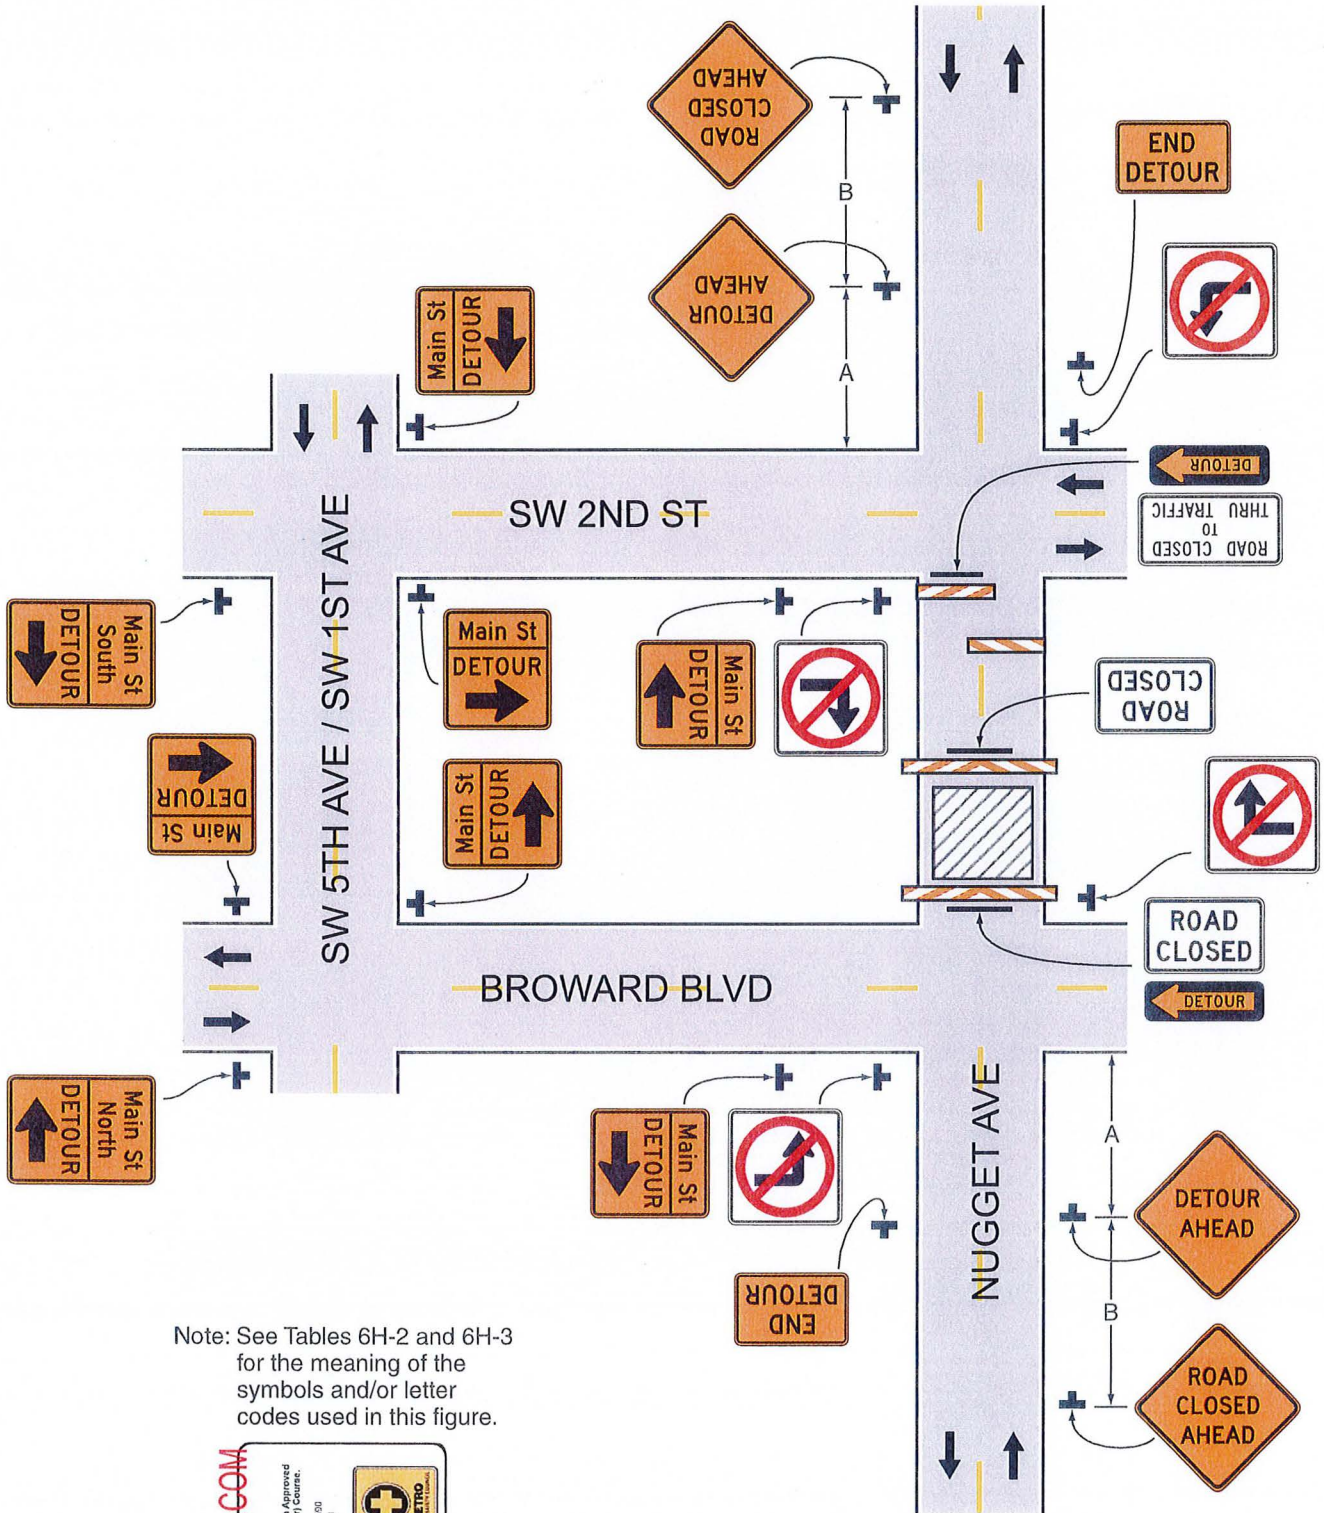 ROAD
CLOSED
AHEAD
B
END
DETOUR
DETOUR
AHEAD
Main St
DETOUR
A
DETOUR
ROAD CLOSED
TO
THRU TRAFFIC
SW 2ND ST
SW 5TH AVE / SW 1ST AVE
Main St
South
DETOUR
Main St
DETOUR
Main St
DETOUR
ROAD
CLOSED
Main St
DETOUR
Main St
DETOUR
ROAD
CLOSED
DETOUR
BROWARD BLVD
Main St
North
DETOUR
Main St
DETOUR
NUGGET AVE
A
DETOUR
AHEAD
END
DETOUR
B
ROAD
CLOSED
AHEAD
Note: See Tables 6H-2 and 6H-3
for the meaning of the
symbols and/or letter
codes used in this figure.
COM
Approved
Course.